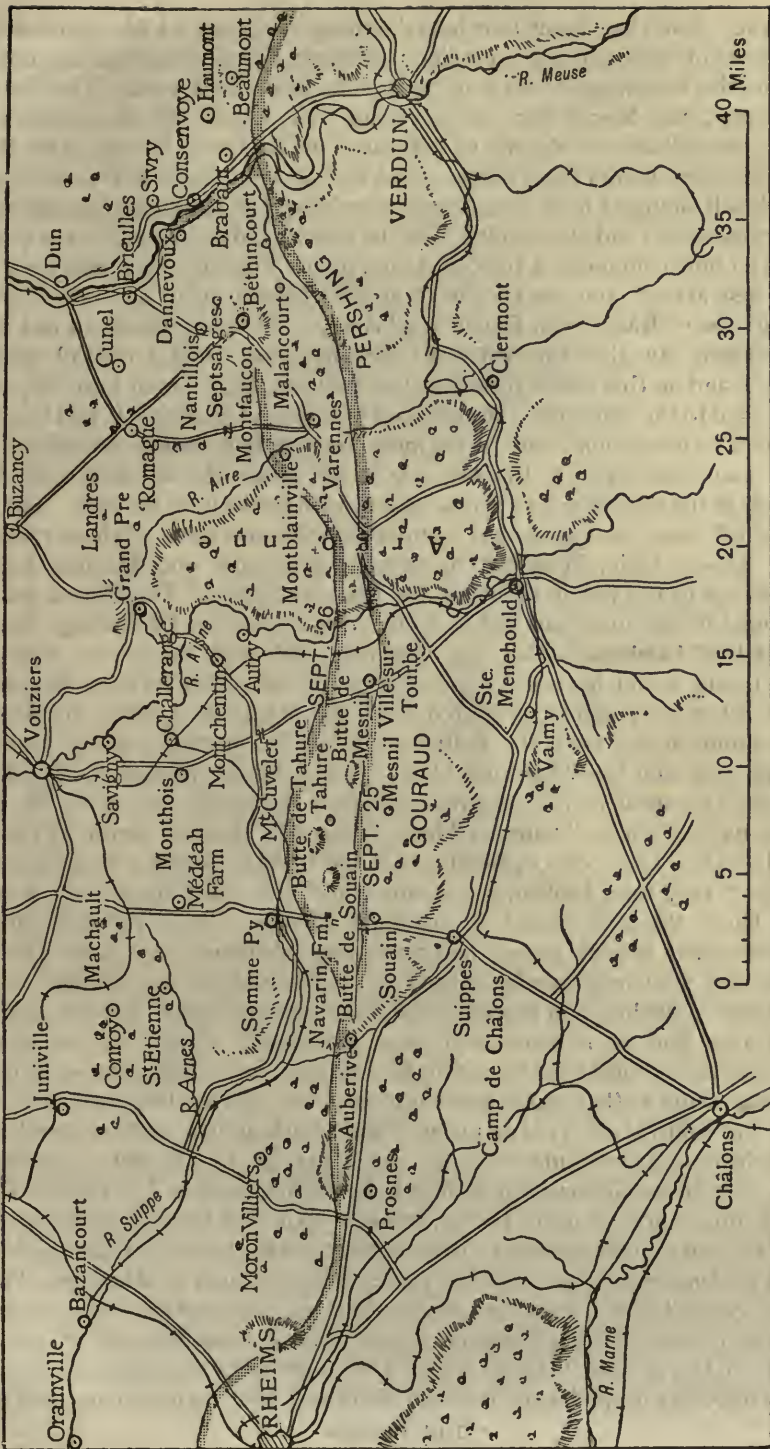 Orainville
Bazancourt
R Suippe
Juniville
Conroy
St Etienne
R. Arnes
Machault
Médéah
Farm
Monthois
Savigny
Vouziers
Challerang
R. Aisne
Montchentin
Autry
Grand Pre
Landres
Buzancy
Romagne
R. Aire
Cunel
Dun
Brieulles
Sivry
Consenvoye
Haumont
Beaumont
Brabant
Dannevoux
Nantillois
Septsarges
Béthincourt
Montfaucon
Malancourt
Montblainville
Varennes
PERSHING
VERDUN
R. Meuse
RHEIMS
MoronVilliers
Prosnes
Auberive
Somme Py
Navarin Fm.
Butte de Souain
Souain
Mt Cuvelet
Butte de Tahure
Tahure
SEPT. 26
Butte de
Mesnil
SEPT. 25
Mesnil
Ville-sur-
Tourbe
GOURAUD
Suippes
Camp de Châlons
Châlons
R. Marne
Valmy
Ste.
Menehould
Clermont
0 5 10 15 20 25 30 35 40 Miles